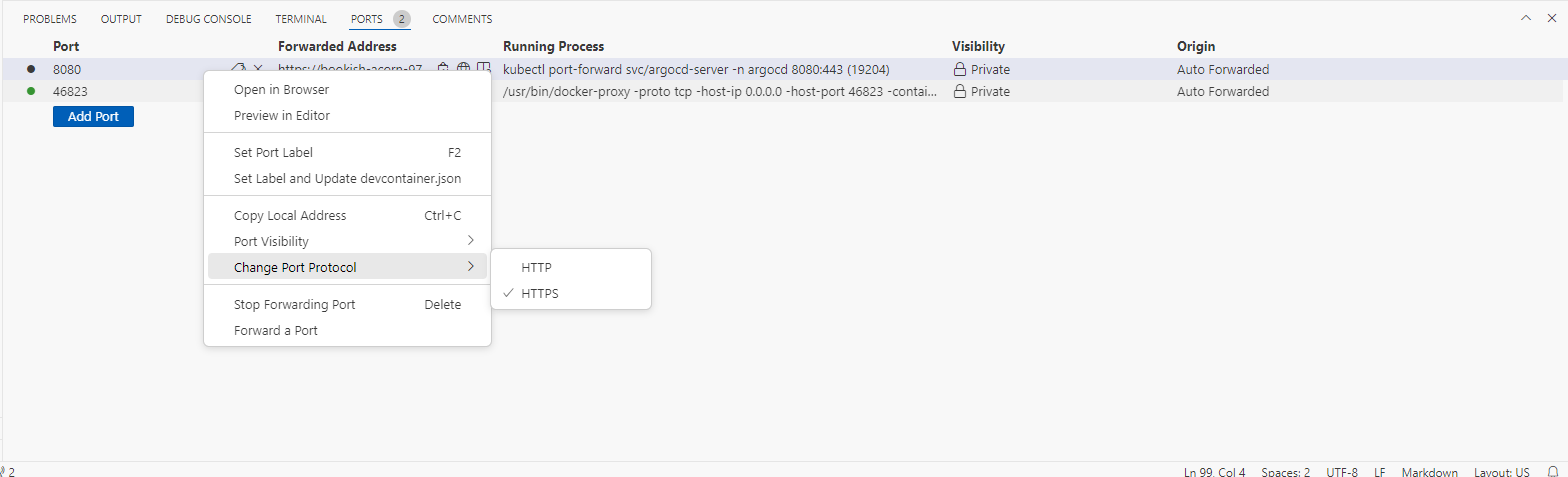 PROBLEMS OUTPUT DEBUG CONSOLE TERMINAL PORTS 2 COMMENTS
Port Forwarded Address Running Process Visibility Origin
8080 kubectl port-forward svc/argocd-server -n argocd 8080:443 (19204) Private Auto Forwarded
46823 /usr/bin/docker-proxy -proto tcp -host-ip 0.0.0.0 -host-port 46823 -contai... Private Auto Forwarded
Add Port
Open in Browser
Preview in Editor
Set Port Label F2
Set Label and Update devcontainer.json
Copy Local Address Ctrl+C
Port Visibility
Change Port Protocol
HTTP
HTTPS
Stop Forwarding Port Delete
Forward a Port
2 Ln 99, Col 4 Spaces: 2 UTF-8 LF Markdown Layout: US